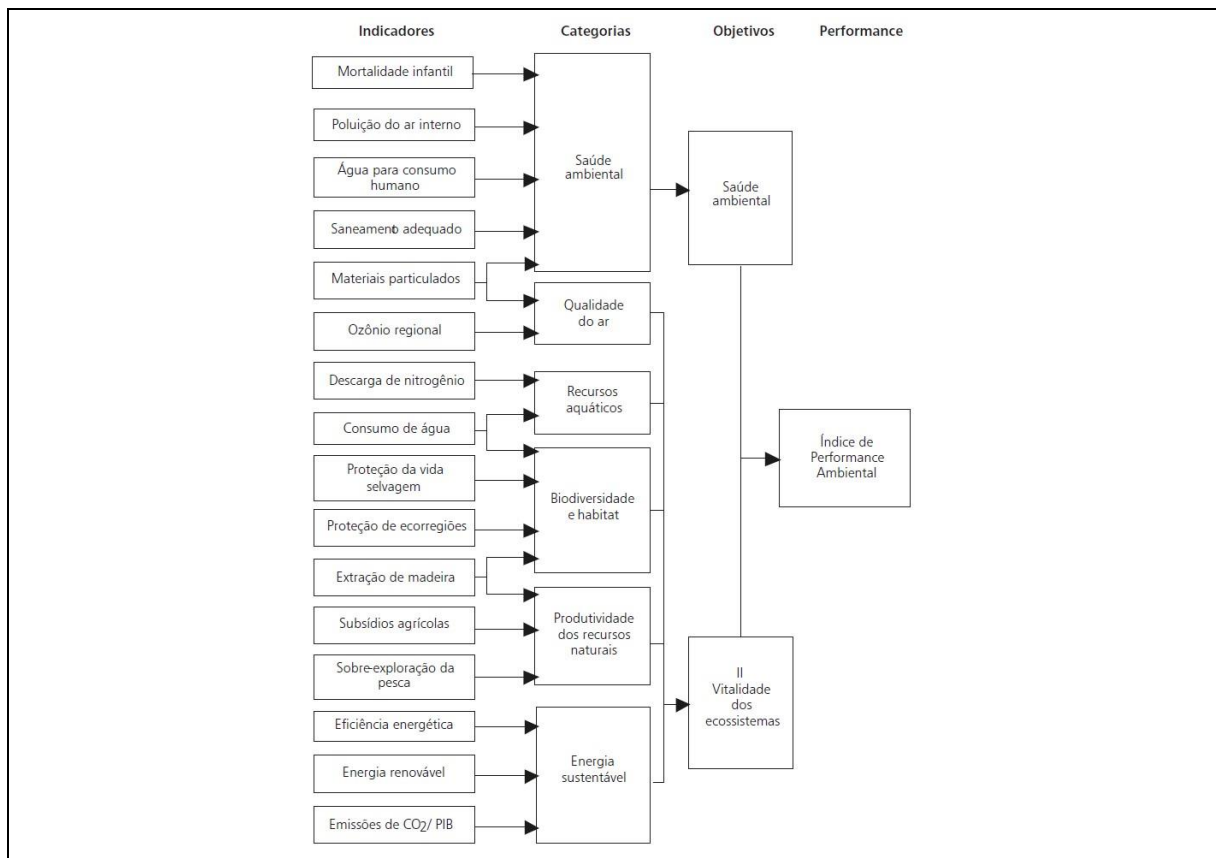 Indicadores Categorias Objetivos Performance
Mortalidade infantil
Poluição do ar interno
Água para consumo
humano
Saneamento adequado
Materiais particulados
Ozônio regional
Descarga de nitrogênio
Consumo de água
Proteção da vida
selvagem
Proteção de ecorregiões
Extração de madeira
Subsídios agrícolas
Sobre-exploração da
pesca
Eficiência energética
Energia renovável
Emissões de CO2/ PIB
Saúde
ambiental
Qualidade
do ar
Recursos
aquáticos
Biodiversidade
e habitat
Produtividade
dos recursos
naturais
Energia
sustentável
Saúde
ambiental
II
Vitalidade
dos
ecossistemas
Índice de
Performance
Ambiental